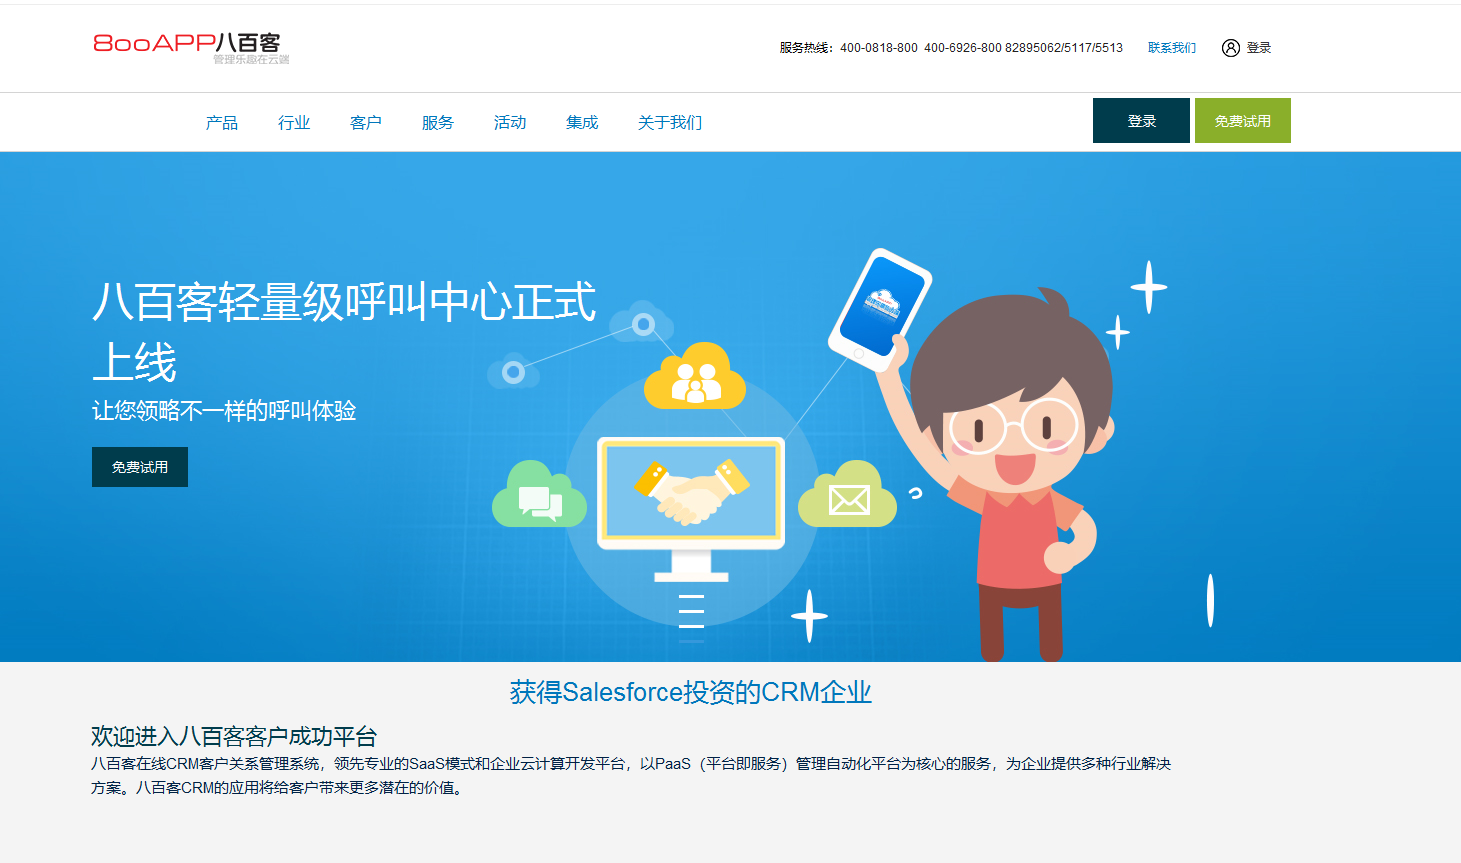 800APP八百客
管理乐趣在云端
服务热线：400-0818-800 400-6926-800 82895062/5117/5513
联系我们
登录
产品
行业
客户
服务
活动
集成
关于我们
登录
免费试用
八百客轻量级呼叫中心正式
上线
让您领略不一样的呼叫体验
免费试用
获得Salesforce投资的CRM企业
欢迎进入八百客客户成功平台
八百客在线CRM客户关系管理系统，领先专业的SaaS模式和企业云计算开发平台，以PaaS（平台即服务）管理自动化平台为核心的服务，为企业提供多种行业解决
方案。八百客CRM的应用将给客户带来更多潜在的价值。